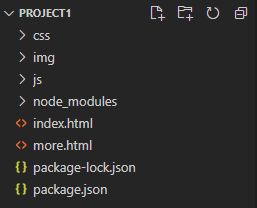 PROJECT1
css
img
js
node_modules
index.html
more.html
package-lock.json
package.json